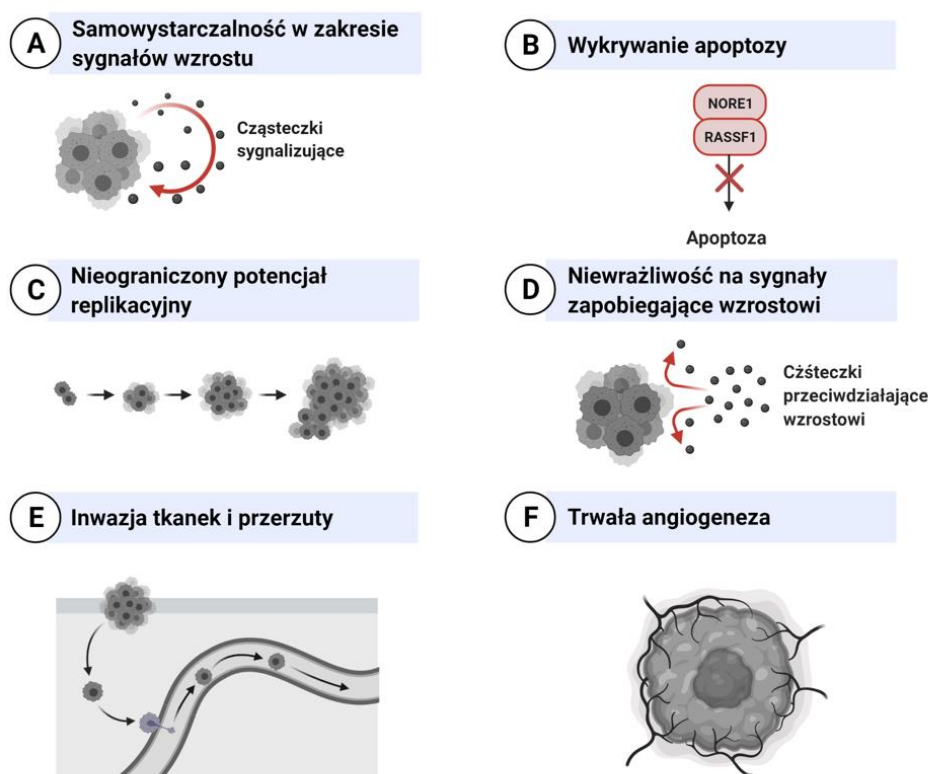 A
Samowystarczalność w zakresie
sygnałów wzrostu
Cząsteczki
sygnalizujące
B
Wykrywanie apoptozy
NORE1
RASSF1
Apoptoza
C
Nieograniczony potencjał
replikacyjny
D
Niewrażliwość na sygnały
zapobiegające wzrostowi
Cżśteczki
przeciwdziałające
wzrostowi
E
Inwazja tkanek i przerzuty
F
Trwała angiogeneza